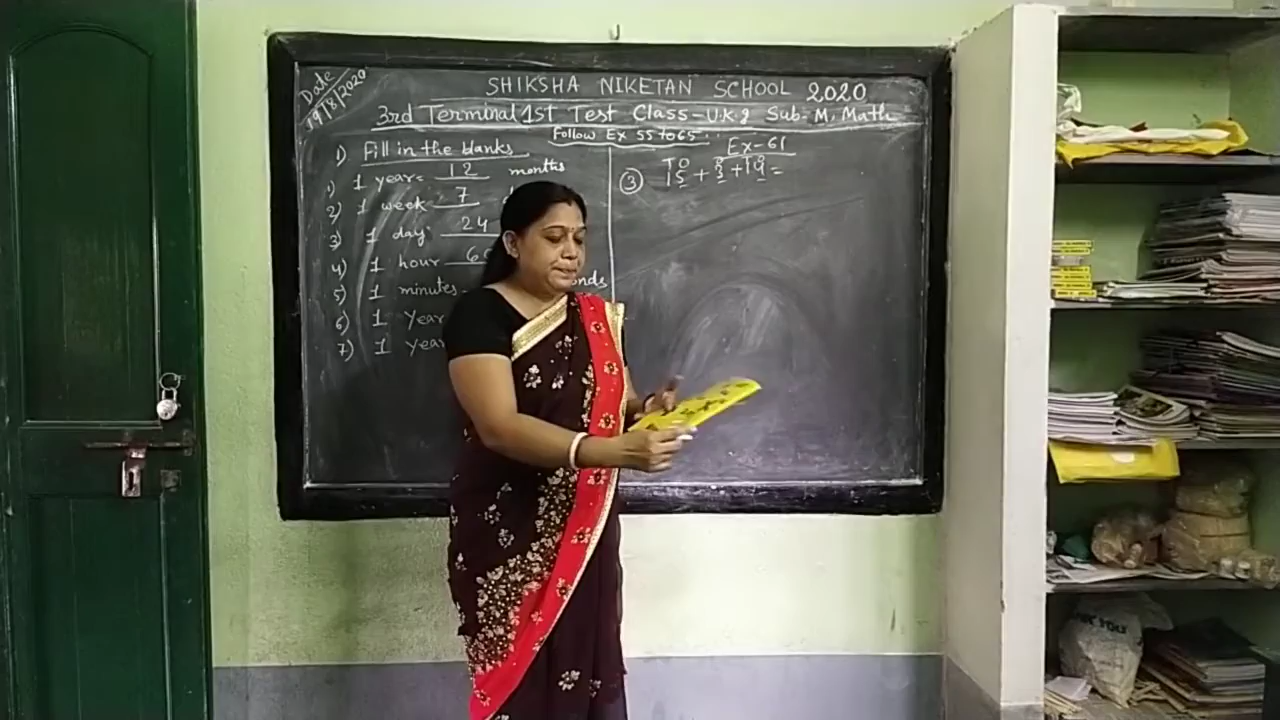 Date
19/8/2020
SHIKSHA NIKETAN SCHOOL 2020
3rd Terminal 1st Test Class - U.K.g Sub- M. Math
Follow Ex 55 to 65..
1) Fill in the blanks
1) 1 year = 12 months
2) 1 week - 7
3) 1 day - 24
4) 1 hour
5) 1 minutes -
6) 1 Year
7) 1 year
Ex-61
T O O T O
3 15 + 3 + 14 =